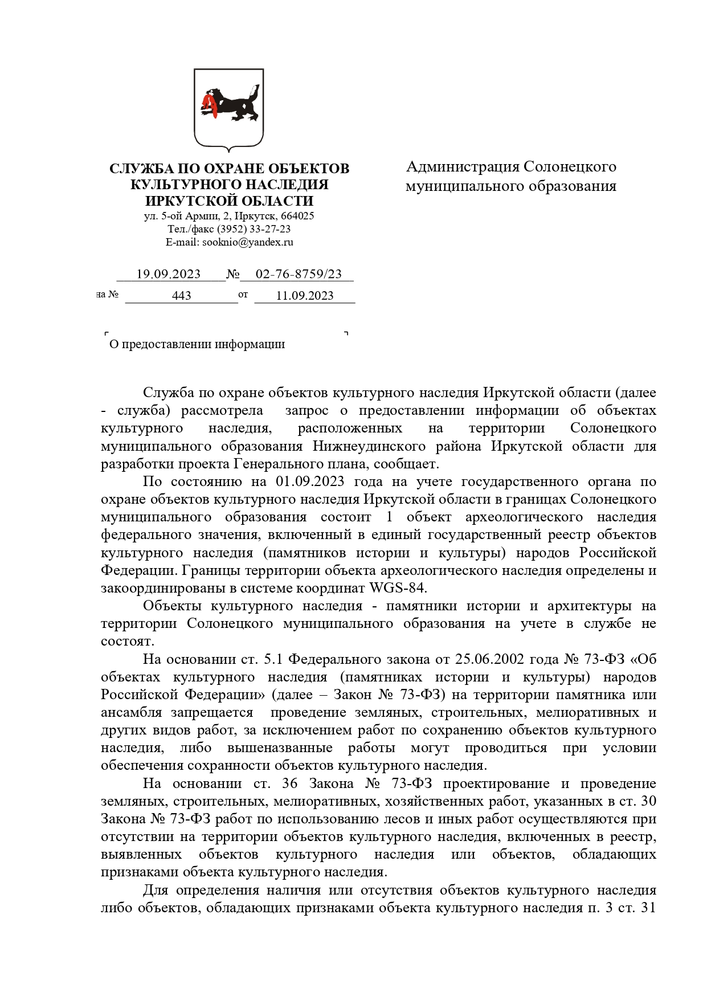 СЛУЖБА ПО ОХРАНЕ ОБЪЕКТОВ
КУЛЬТУРНОГО НАСЛЕДИЯ
ИРКУТСКОЙ ОБЛАСТИ
ул. 5-ой Армии, 2, Иркутск, 664025
Тел./факс (3952) 33-27-23
E-mail: sooknio@yandex.ru
19.09.2023 № 02-76-8759/23
на № 443 от 11.09.2023
О предоставлении информации
Администрация Солонецкого
муниципального образования
Служба по охране объектов культурного наследия Иркутской области (далее
- служба) рассмотрела запрос о предоставлении информации об объектах
культурного наследия, расположенных на территории Солонецкого
муниципального образования Нижнеудинского района Иркутской области для
разработки проекта Генерального плана, сообщает.
По состоянию на 01.09.2023 года на учете государственного органа по
охране объектов культурного наследия Иркутской области в границах Солонецкого
муниципального образования состоит 1 объект археологического наследия
федерального значения, включенный в единый государственный реестр объектов
культурного наследия (памятников истории и культуры) народов Российской
Федерации. Границы территории объекта археологического наследия определены и
закоординированы в системе координат WGS-84.
Объекты культурного наследия - памятники истории и архитектуры на
территории Солонецкого муниципального образования на учете в службе не
состоят.
На основании ст. 5.1 Федерального закона от 25.06.2002 года № 73-ФЗ «Об
объектах культурного наследия (памятниках истории и культуры) народов
Российской Федерации» (далее – Закон № 73-ФЗ) на территории памятника или
ансамбля запрещается проведение земляных, строительных, мелиоративных и
других видов работ, за исключением работ по сохранению объектов культурного
наследия, либо вышеназванные работы могут проводиться при условии
обеспечения сохранности объектов культурного наследия.
На основании ст. 36 Закона № 73-ФЗ проектирование и проведение
земляных, строительных, мелиоративных, хозяйственных работ, указанных в ст. 30
Закона № 73-ФЗ работ по использованию лесов и иных работ осуществляются при
отсутствии на территории объектов культурного наследия, включенных в реестр,
выявленных объектов культурного наследия или объектов, обладающих
признаками объекта культурного наследия.
Для определения наличия или отсутствия объектов культурного наследия
либо объектов, обладающих признаками объекта культурного наследия п. 3 ст. 31